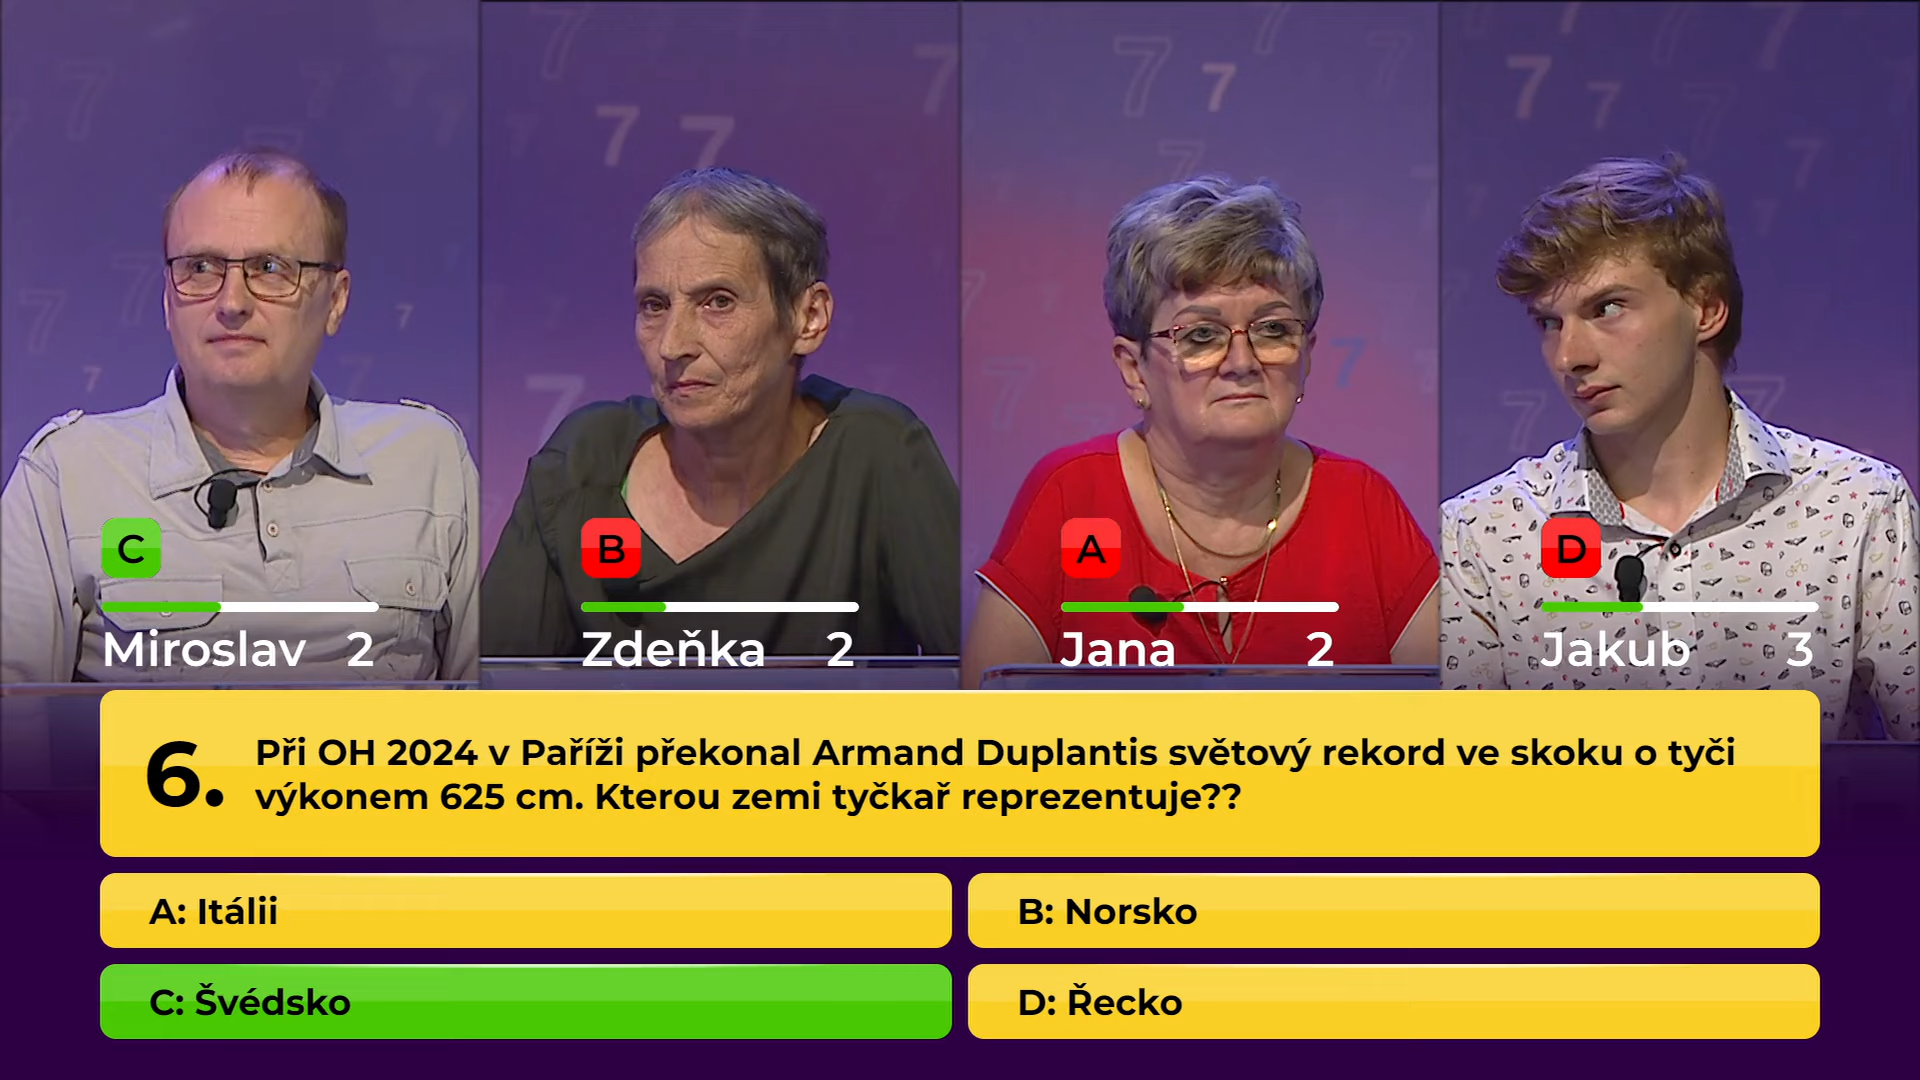 C
B
A
D
Miroslav 2
Zdeňka 2
Jana 2
Jakub 3
6.
Při OH 2024 v Paříži překonal Armand Duplantis světový rekord ve skoku o tyči
výkonem 625 cm. Kterou zemi tyčkař reprezentuje??
A: Itálii
B: Norsko
C: Švédsko
D: Řecko